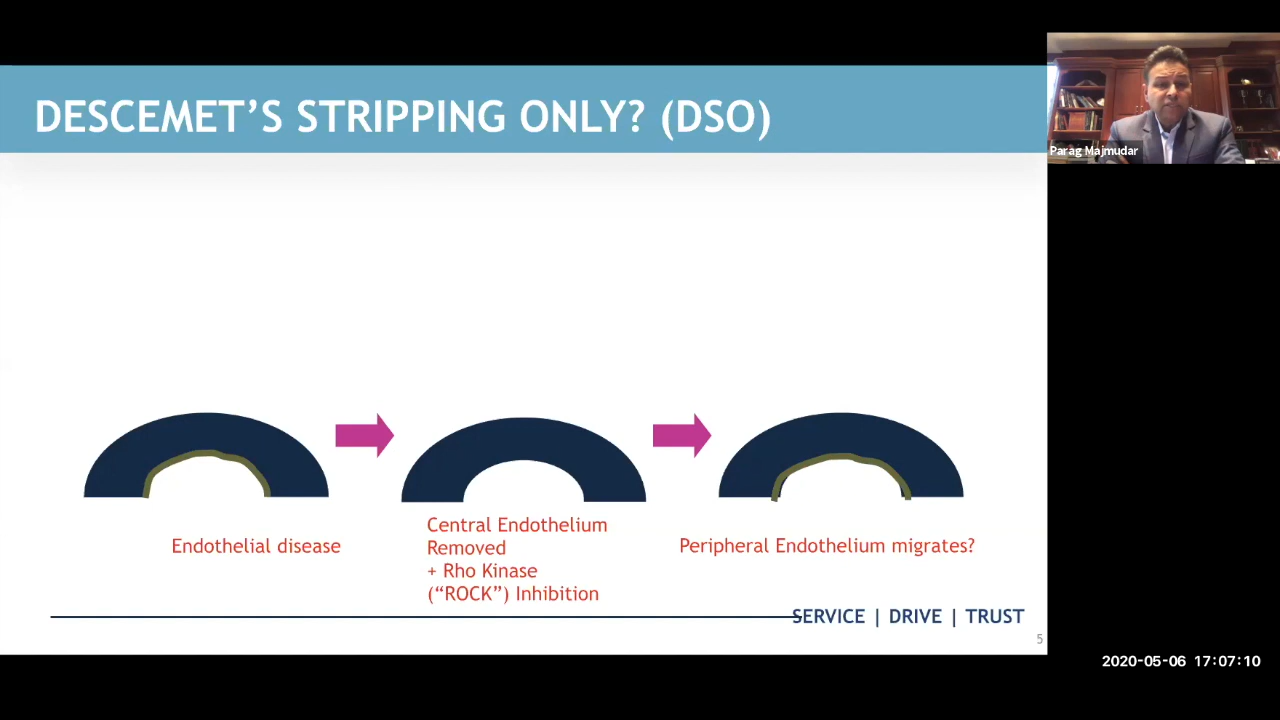 DESCEMET’S STRIPPING ONLY? (DSO)
Parag Majmudar
Endothelial disease
Central Endothelium
Removed
+ Rho Kinase
(“ROCK”) Inhibition
Peripheral Endothelium migrates?
SERVICE | DRIVE | TRUST
5
2020-05-06 17:07:10